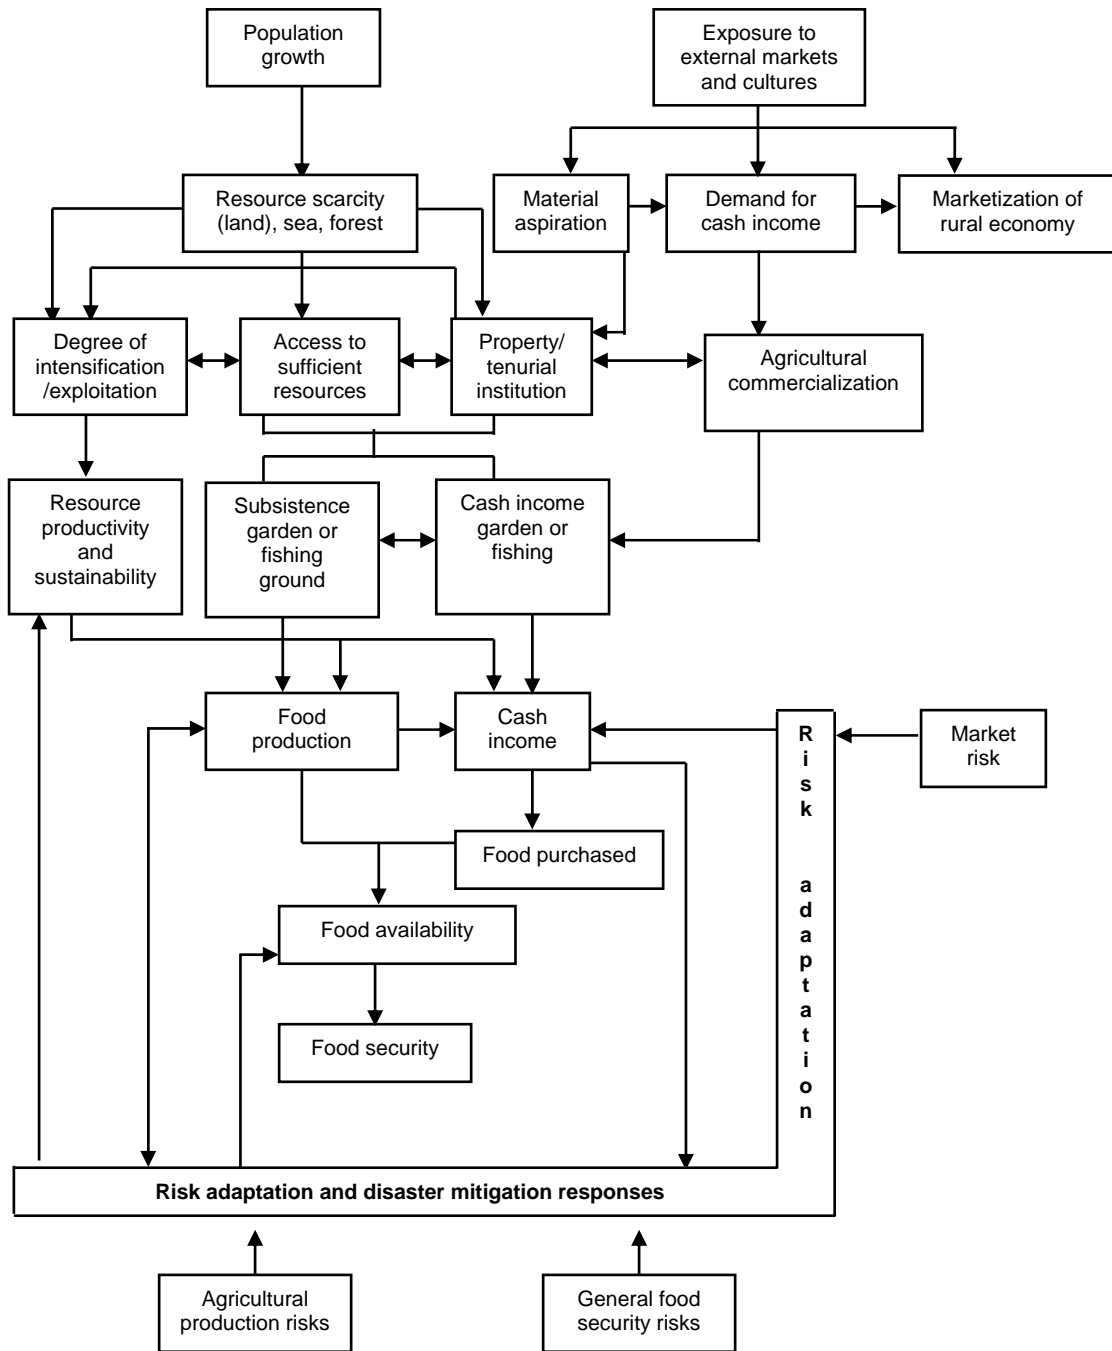 Population
growth
Exposure to
external markets
and cultures
Resource scarcity
(land), sea, forest
Material
aspiration
Demand for
cash income
Marketization of
rural economy
Degree of
intensification
/exploitation
Access to
sufficient
resources
Property/
tenurial
institution
Agricultural
commercialization
Resource
productivity
and
sustainability
Subsistence
garden or
fishing
ground
Cash income
garden or
fishing
Food
production
Cash
income
Risk adaptation
Market
risk
Food purchased
Food availability
Food security
Risk adaptation and disaster mitigation responses
Agricultural
production risks
General food
security risks